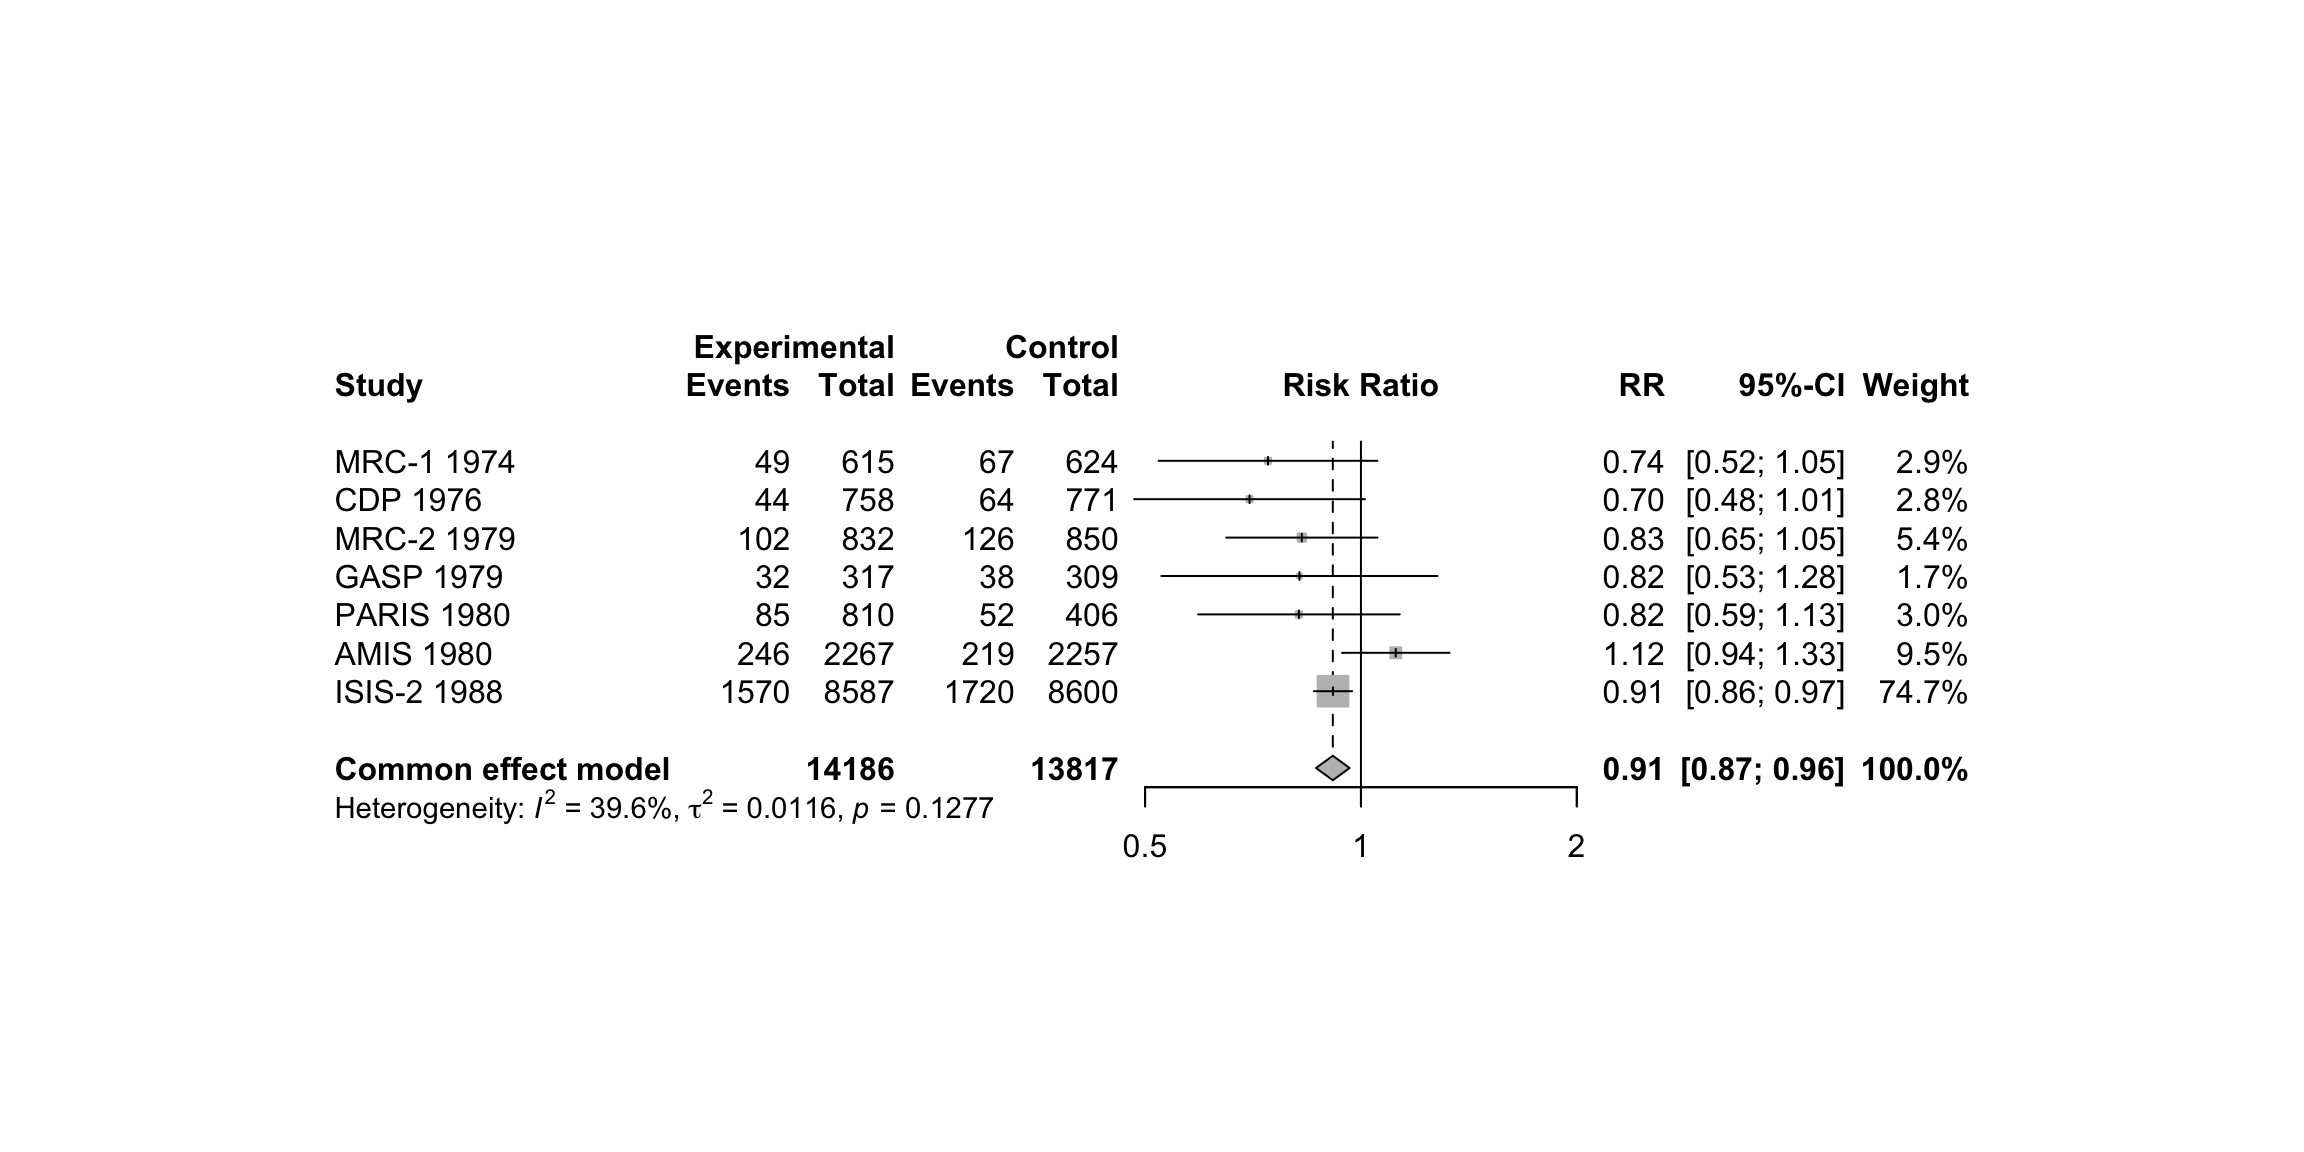 Experimental Control
Study Events Total Events Total Risk Ratio RR 95%-CI Weight
MRC-1 1974 49 615 67 624 0.74 [0.52; 1.05] 2.9%
CDP 1976 44 758 64 771 0.70 [0.48; 1.01] 2.8%
MRC-2 1979 102 832 126 850 0.83 [0.65; 1.05] 5.4%
GASP 1979 32 317 38 309 0.82 [0.53; 1.28] 1.7%
PARIS 1980 85 810 52 406 0.82 [0.59; 1.13] 3.0%
AMIS 1980 246 2267 219 2257 1.12 [0.94; 1.33] 9.5%
ISIS-2 1988 1570 8587 1720 8600 0.91 [0.86; 0.97] 74.7%
Common effect model 14186 13817 0.91 [0.87; 0.96] 100.0%
Heterogeneity: I² = 39.6%, τ² = 0.0116, p = 0.1277
0.5 1 2